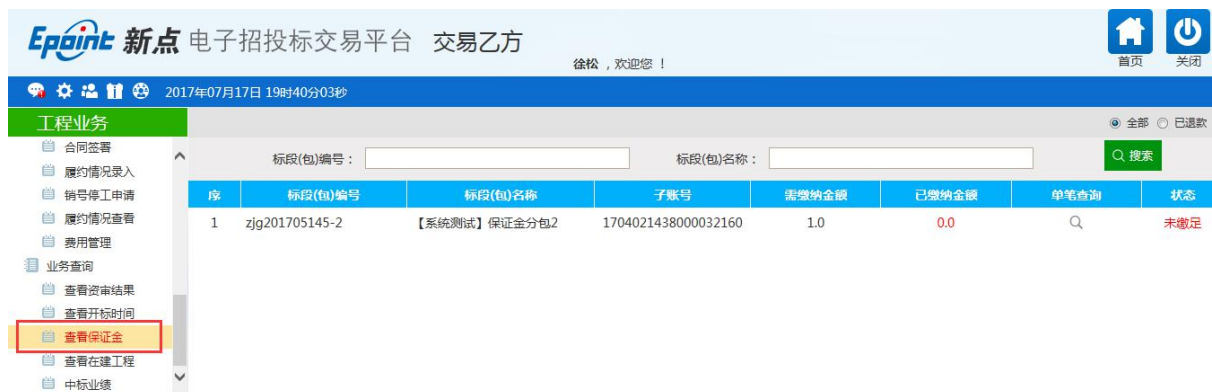 Epoint 新点 电子招投标交易平台 交易乙方
徐松 ，欢迎您 ！
首页 关闭
2017年07月17日 19时40分03秒
工程业务
全部 已退款
合同签署
履约情况录入
销号停工申请
履约情况查看
费用管理
业务查询
查看资审结果
查看开标时间
查看保证金
查看在建工程
中标业绩
标段(包)编号： 标段(包)名称： 搜索
序 标段(包)编号 标段(包)名称 子账号 需缴纳金额 已缴纳金额 单笔查询 状态
1 zjg201705145-2 【系统测试】保证金分包2 1704021438000032160 1.0 0.0 未缴足